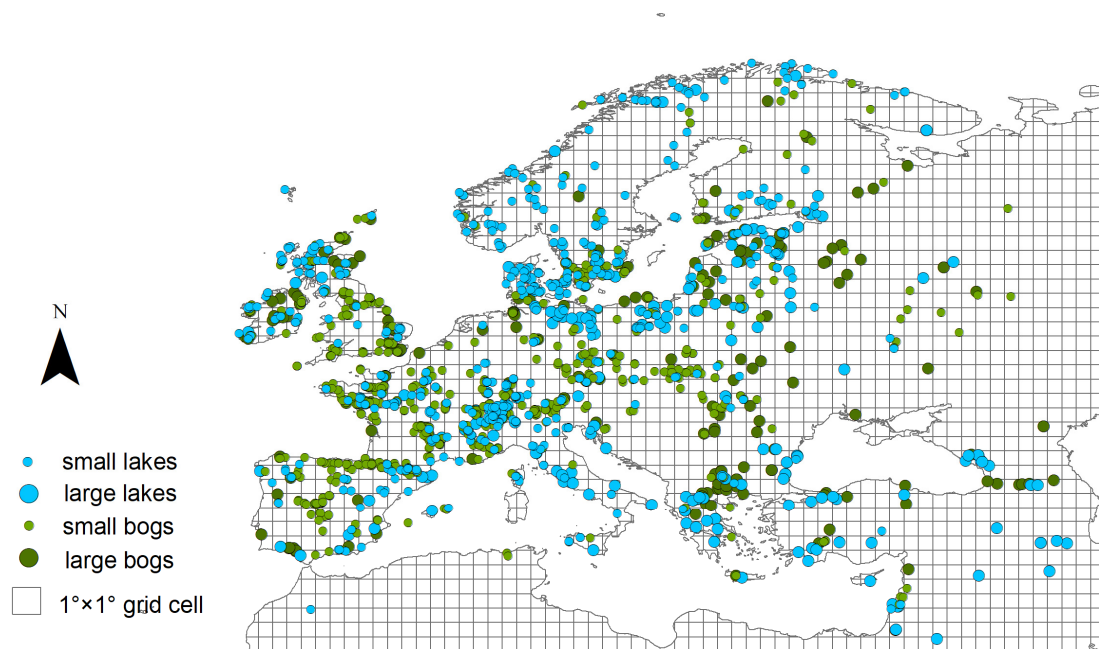 N
small lakes
large lakes
small bogs
large bogs
1°×1° grid cell